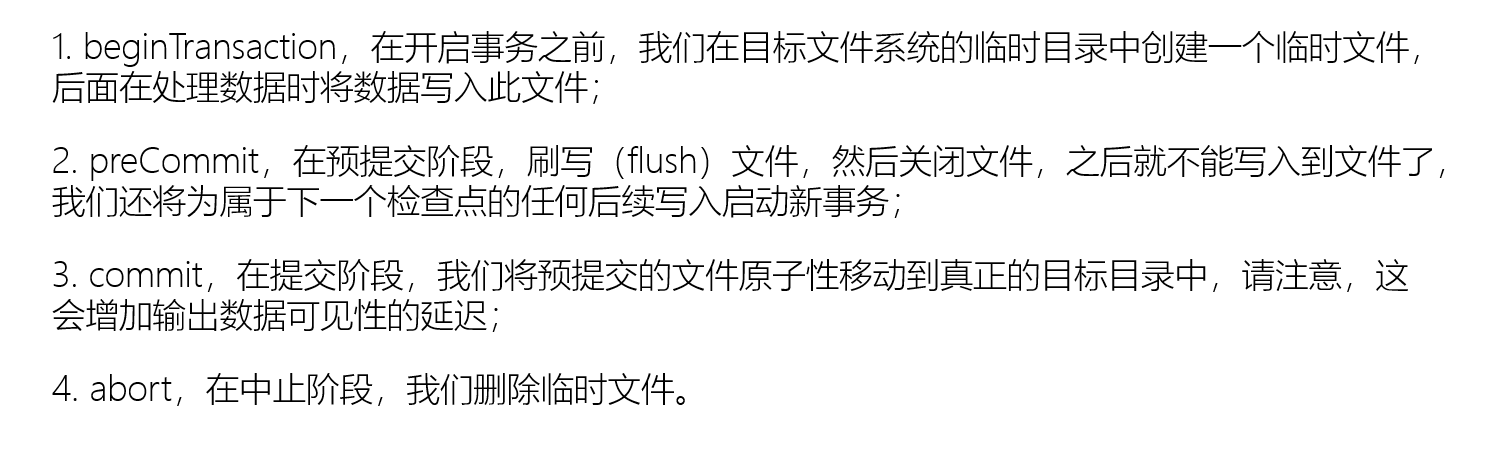 1. beginTransaction，在开启事务之前，我们在目标文件系统的临时目录中创建一个临时文件，
后面在处理数据时将数据写入此文件；
2. preCommit，在预提交阶段，刷写（flush）文件，然后关闭文件，之后就不能写入到文件了，
我们还将为属于下一个检查点的任何后续写入启动新事务；
3. commit，在提交阶段，我们将预提交的文件原子性移动到真正的目标目录中，请注意，这
会增加输出数据可见性的延迟；
4. abort，在中止阶段，我们删除临时文件。